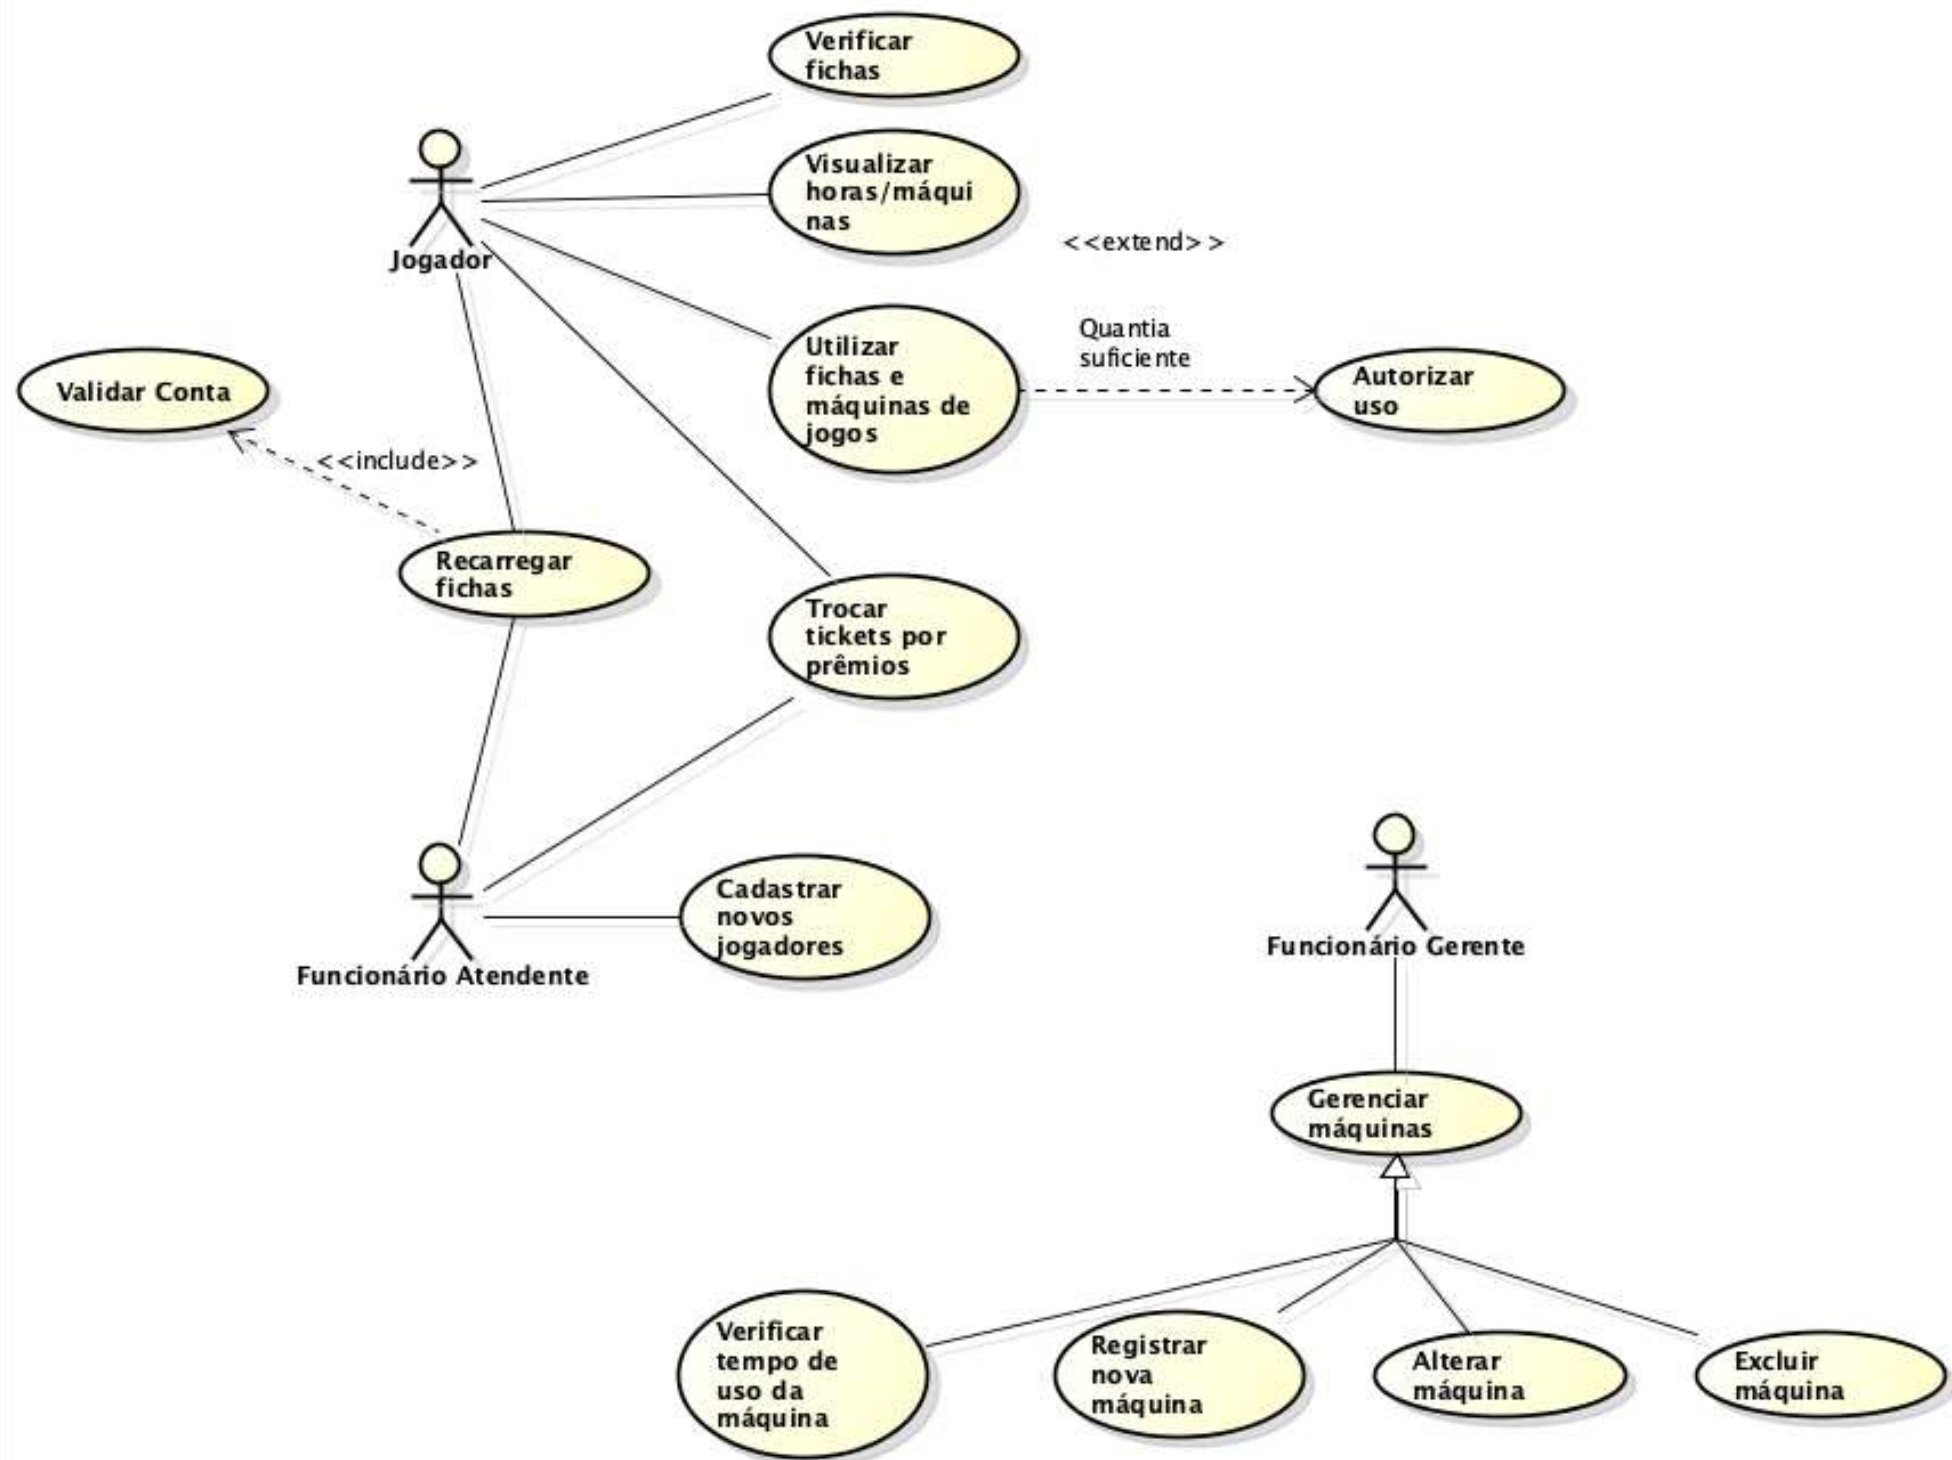 Verificar
fichas
Visualizar
horas/máqui
nas
Jogador
<<extend>>
Quantia
suficiente
Utilizar
fichas e
máquinas de
jogos
Autorizar
uso
Validar Conta
<<include>>
Recarregar
fichas
Trocar
tickets por
prêmios
Cadastrar
novos
jogadores
Funcionário Atendente
Funcionário Gerente
Gerenciar
máquinas
Verificar
tempo de
uso da
máquina
Registrar
nova
máquina
Alterar
máquina
Excluir
máquina